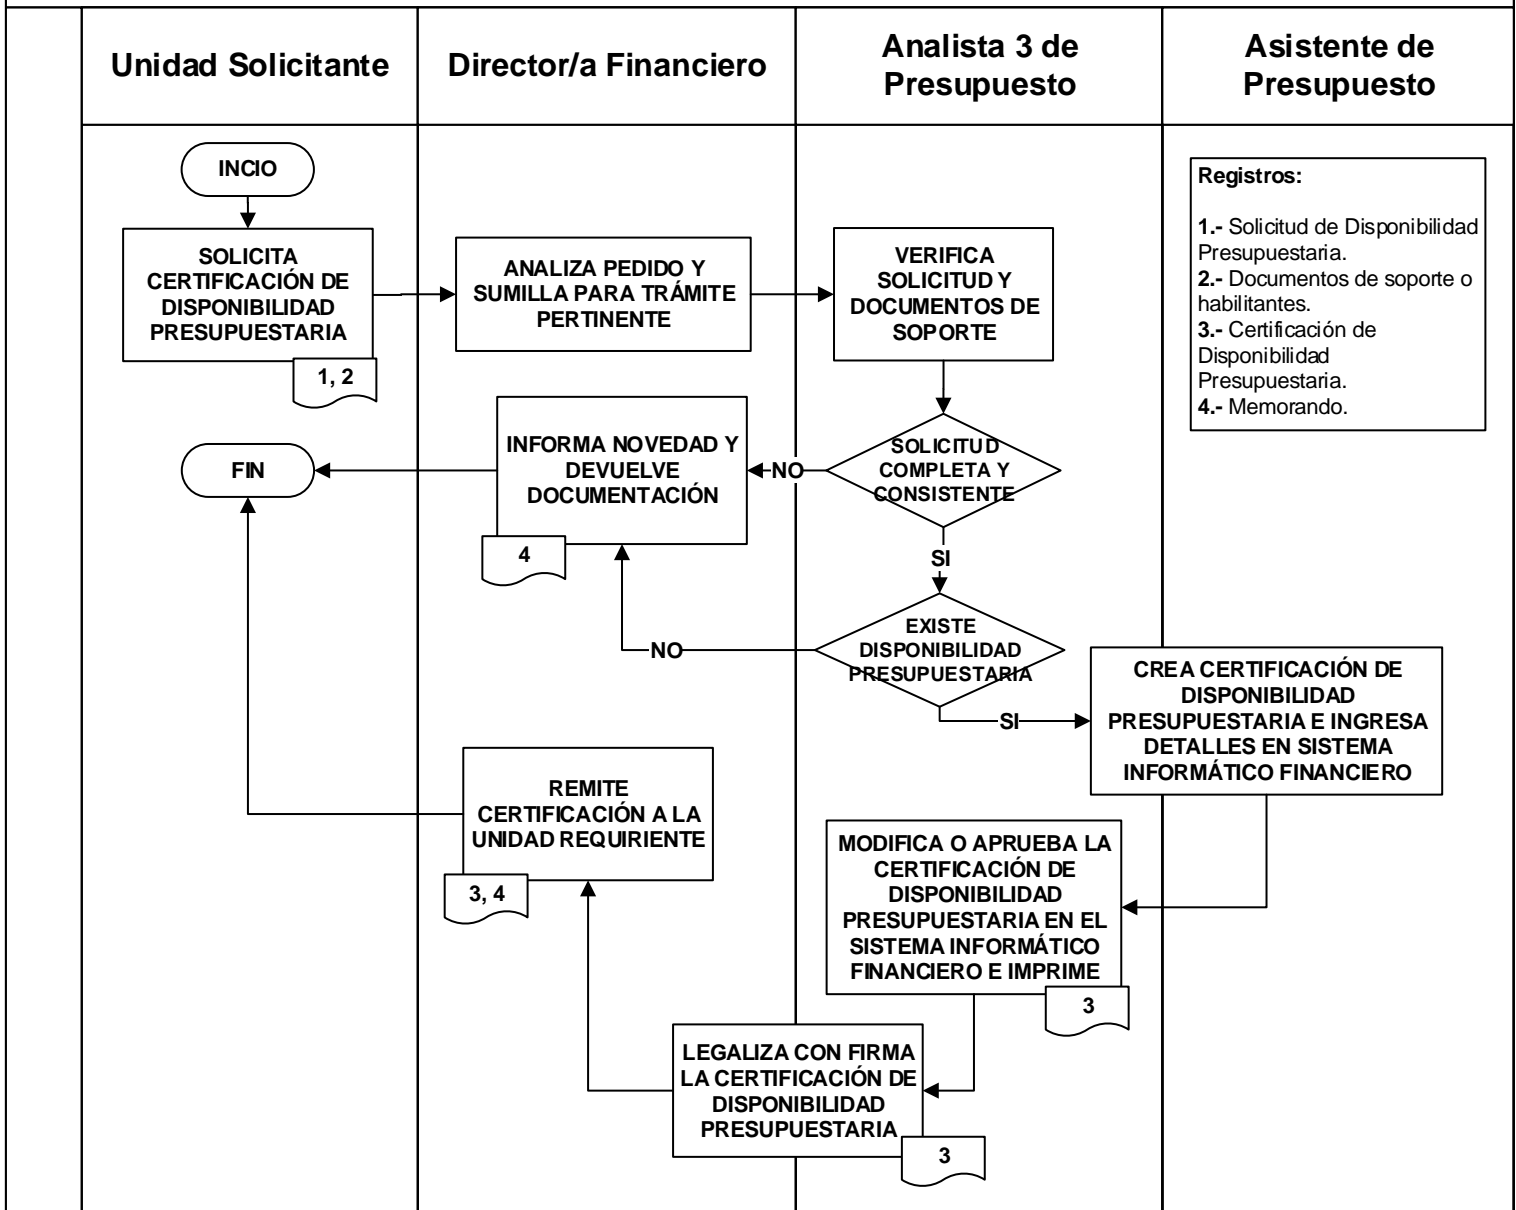 Unidad Solicitante
Director/a Financiero
Analista 3 de
Presupuesto
Asistente de
Presupuesto
INCIO
SOLICITA
CERTIFICACIÓN DE
DISPONIBILIDAD
PRESUPUESTARIA
1, 2
ANALIZA PEDIDO Y
SUMILLA PARA TRÁMITE
PERTINENTE
VERIFICA
SOLICITUD Y
DOCUMENTOS DE
SOPORTE
Registros:
1.- Solicitud de Disponibilidad
Presupuestaria.
2.- Documentos de soporte o
habilitantes.
3.- Certificación de
Disponibilidad
Presupuestaria.
4.- Memorando.
FIN
INFORMA NOVEDAD Y
DEVUELVE
DOCUMENTACIÓN
4
NO
SOLICITUD
COMPLETA Y
CONSISTENTE
SI
NO
EXISTE
DISPONIBILIDAD
PRESUPUESTARIA
SI
CREA CERTIFICACIÓN DE
DISPONIBILIDAD
PRESUPUESTARIA E INGRESA
DETALLES EN SISTEMA
INFORMÁTICO FINANCIERO
REMITE
CERTIFICACIÓN A LA
UNIDAD REQUIRIENTE
3, 4
MODIFICA O APRUEBA LA
CERTIFICACIÓN DE
DISPONIBILIDAD
PRESUPUESTARIA EN EL
SISTEMA INFORMÁTICO
FINANCIERO E IMPRIME
3
LEGALIZA CON FIRMA
LA CERTIFICACIÓN DE
DISPONIBILIDAD
PRESUPUESTARIA
3